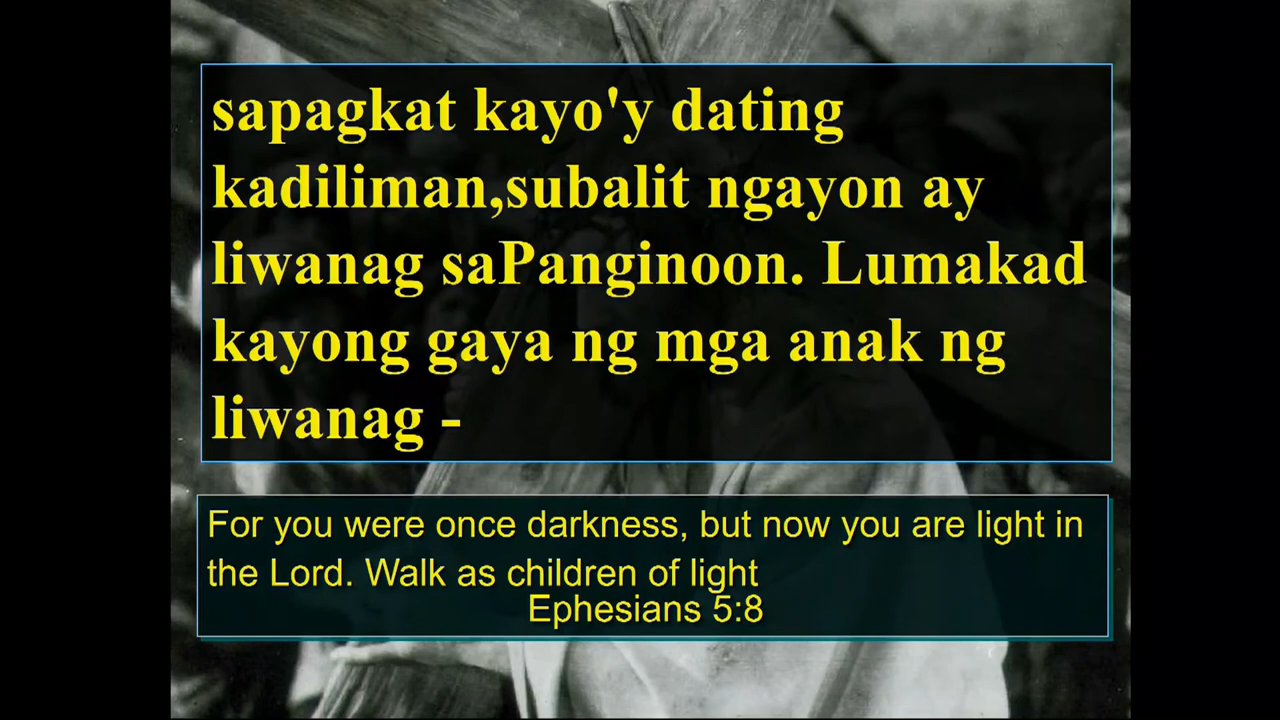 sapagkat kayo'y dating
kadiliman,subalit ngayon ay
liwanag saPanginoon. Lumakad
kayong gaya ng mga anak ng
liwanag -
For you were once darkness, but now you are light in
the Lord. Walk as children of light
Ephesians 5:8